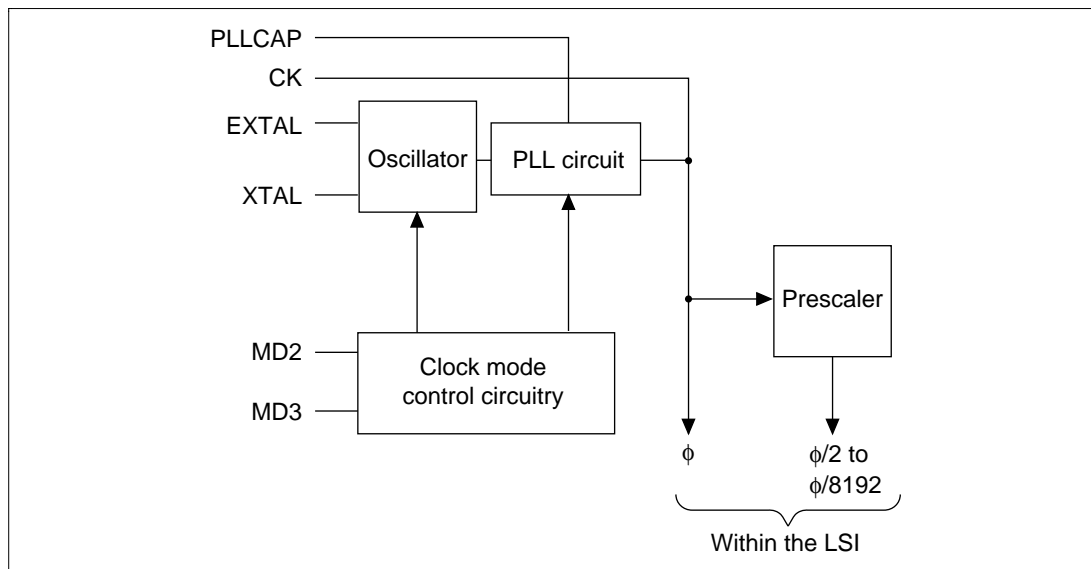 PLLCAP
CK
EXTAL
Oscillator
PLL circuit
XTAL
Prescaler
MD2
Clock mode
control circuitry
MD3
ϕ
ϕ/2 to
ϕ/8192
Within the LSI